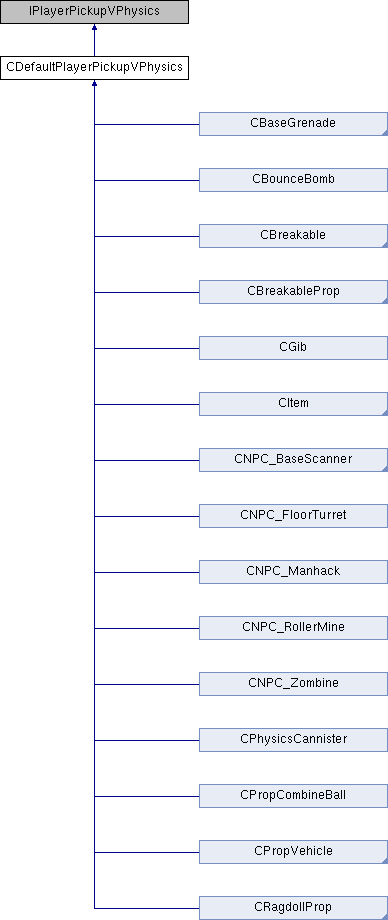 IPlayerPickupVPhysics
CDefaultPlayerPickupVPhysics
CBaseGrenade
CBounceBomb
CBreakable
CBreakableProp
CGib
CItem
CNPC_BaseScanner
CNPC_FloorTurret
CNPC_Manhack
CNPC_RollerMine
CNPC_Zombine
CPhysicsCannister
CPropCombineBall
CPropVehicle
CRagdollProp